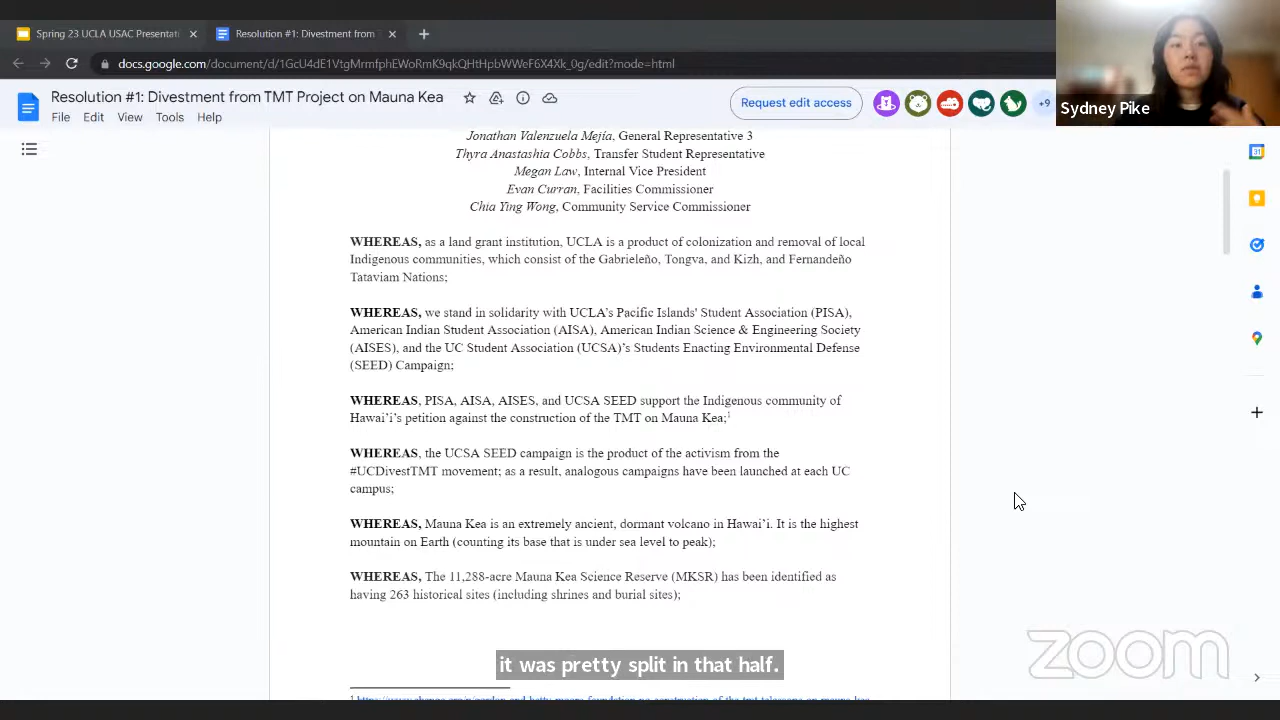 Spring 23 UCLA USAC Presentati
Resolution #1: Divestment from
docs.google.com/document/d/1GcU4dE1VtgMrmfphEWoRmK9qkQHtHpbWWeF6X4Xk_0g/edit?mode=html
Resolution #1: Divestment from TMT Project on Mauna Kea
File Edit View Tools Help
Request edit access
+9
Sydney Pike
31
Jonathan Valenzuela Mejía, General Representative 3
Thyra Anastashia Cobbs, Transfer Student Representative
Megan Law, Internal Vice President
Evan Curran, Facilities Commissioner
Chia Ying Wong, Community Service Commissioner
WHEREAS, as a land grant institution, UCLA is a product of colonization and removal of local
Indigenous communities, which consist of the Gabrieleño, Tongva, and Kizh, and Fernandeño
Tataviam Nations;
WHEREAS, we stand in solidarity with UCLA's Pacific Islands' Student Association (PISA),
American Indian Student Association (AISA), American Indian Science & Engineering Society
(AISES), and the UC Student Association (UCSA)'s Students Enacting Environmental Defense
(SEED) Campaign;
WHEREAS, PISA, AISA, AISES, and UCSA SEED support the Indigenous community of
Hawai'i's petition against the construction of the TMT on Mauna Kea;1
WHEREAS, the UCSA SEED campaign is the product of the activism from the
#UCDivestTMT movement; as a result, analogous campaigns have been launched at each UC
campus;
WHEREAS, Mauna Kea is an extremely ancient, dormant volcano in Hawai'i. It is the highest
mountain on Earth (counting its base that is under sea level to peak);
WHEREAS, The 11,288-acre Mauna Kea Science Reserve (MKSR) has been identified as
having 263 historical sites (including shrines and burial sites);
it was pretty split in that half.
zoom